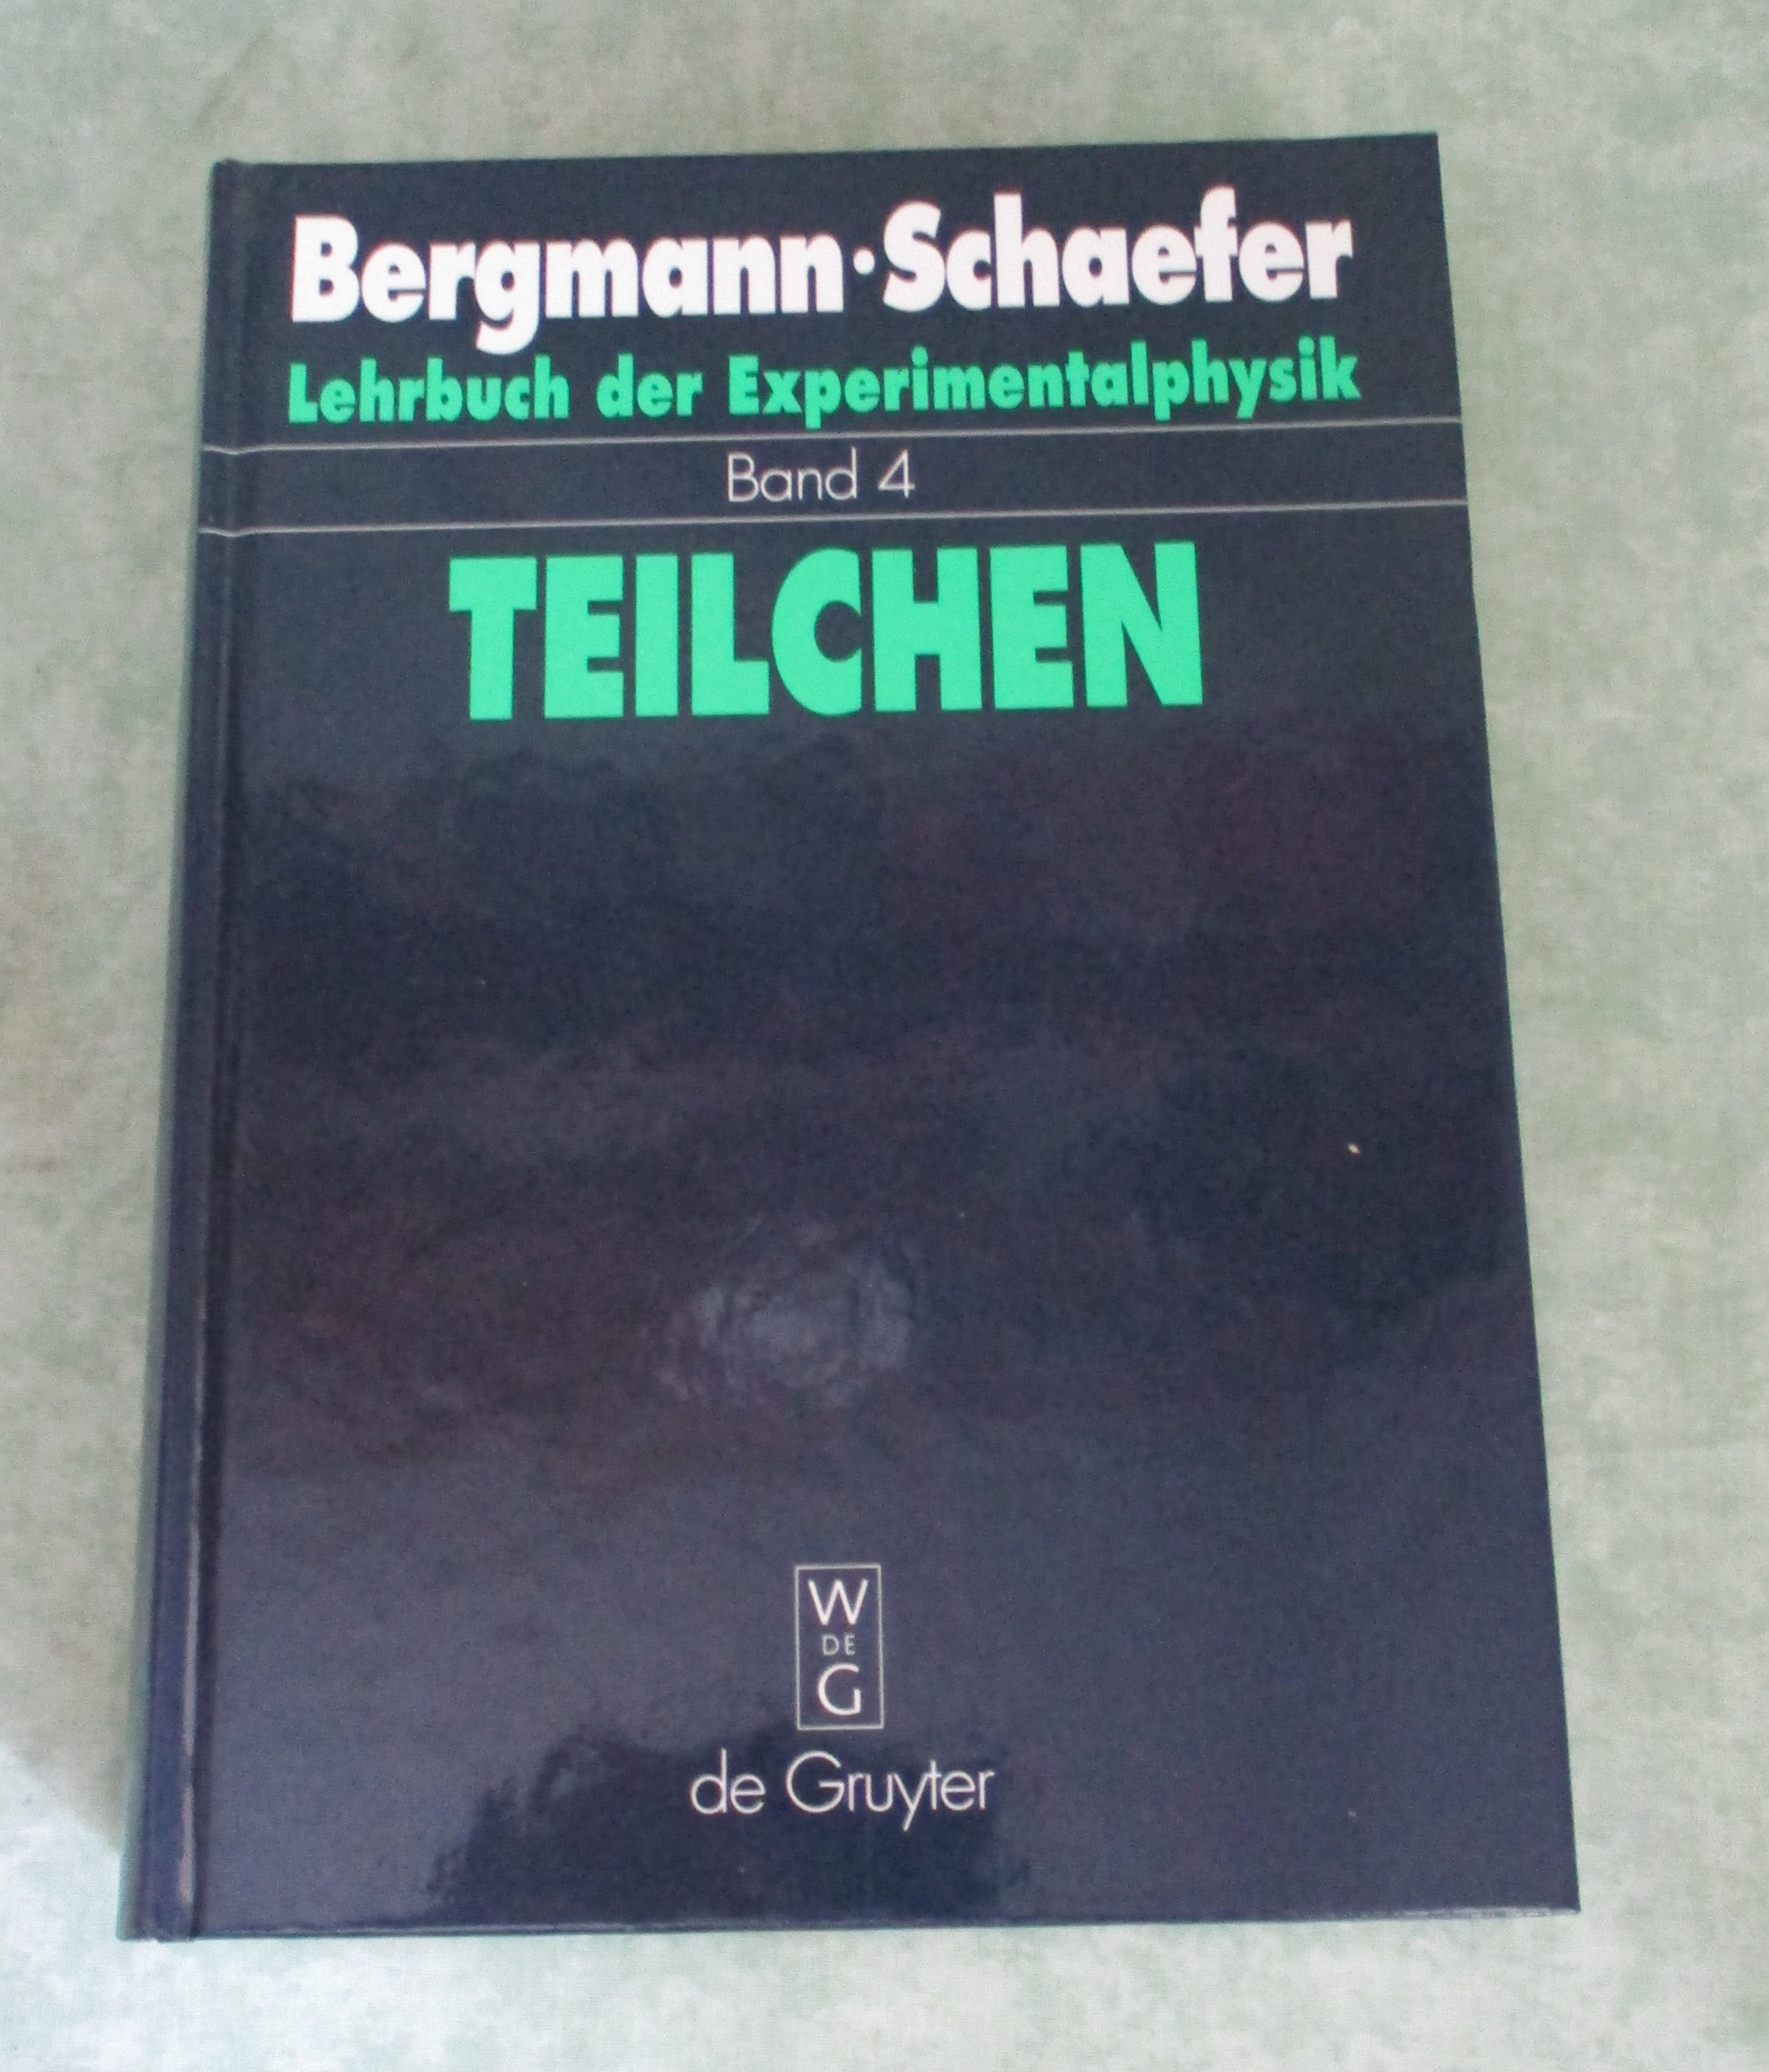 Bergmann·Schaefer
Lehrbuch der Experimentalphysik
Band 4
TEILCHEN
W
DE
G
de Gruyter